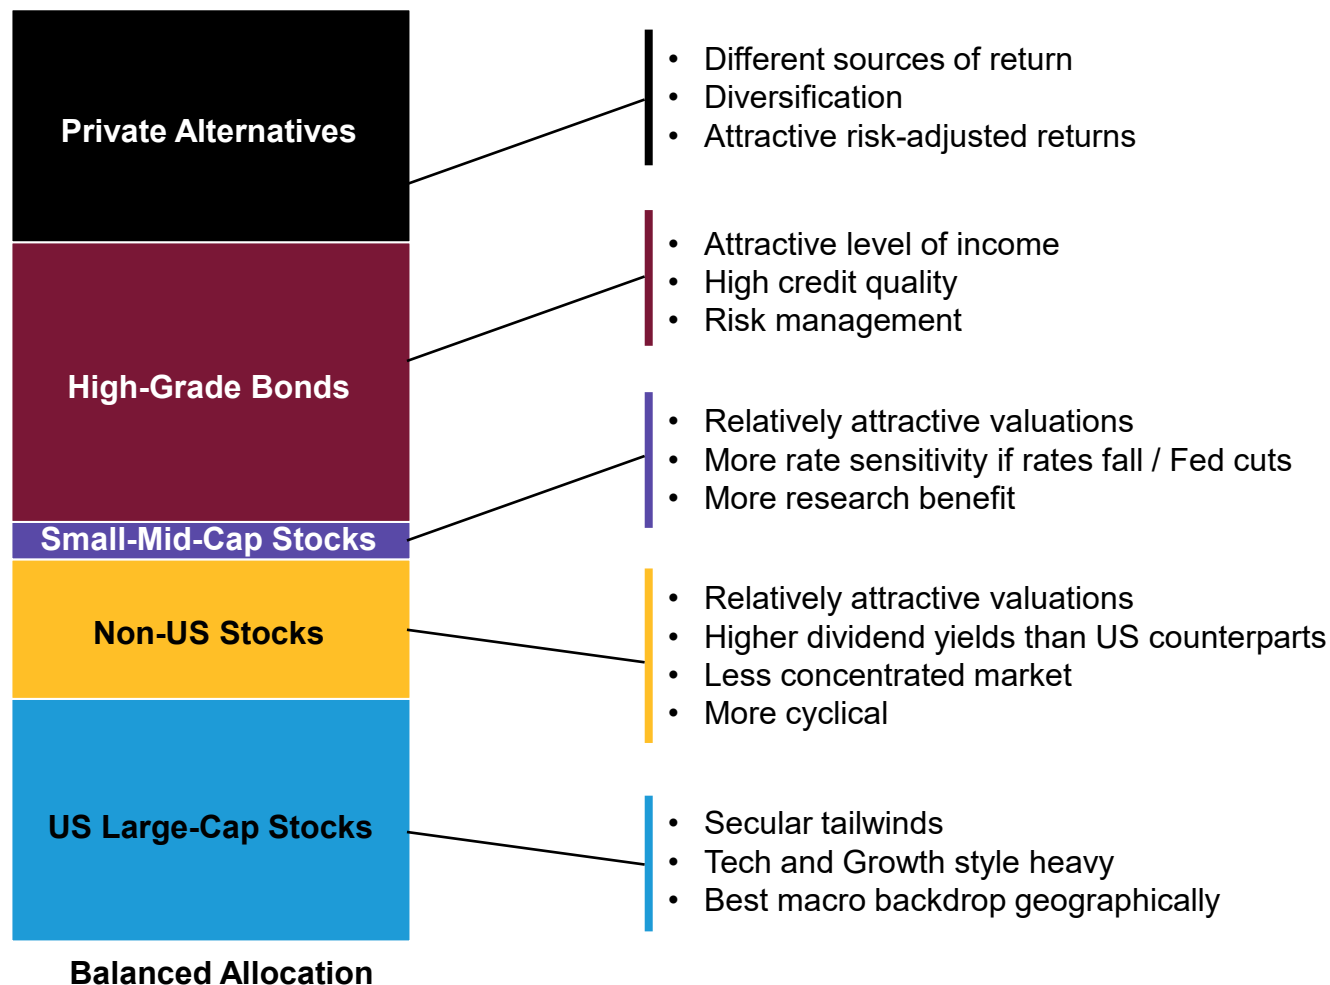 Private Alternatives
• Different sources of return
• Diversification
• Attractive risk-adjusted returns
High-Grade Bonds
• Attractive level of income
• High credit quality
• Risk management
Small-Mid-Cap Stocks
• Relatively attractive valuations
• More rate sensitivity if rates fall / Fed cuts
• More research benefit
Non-US Stocks
• Relatively attractive valuations
• Higher dividend yields than US counterparts
• Less concentrated market
• More cyclical
US Large-Cap Stocks
• Secular tailwinds
• Tech and Growth style heavy
• Best macro backdrop geographically
Balanced Allocation